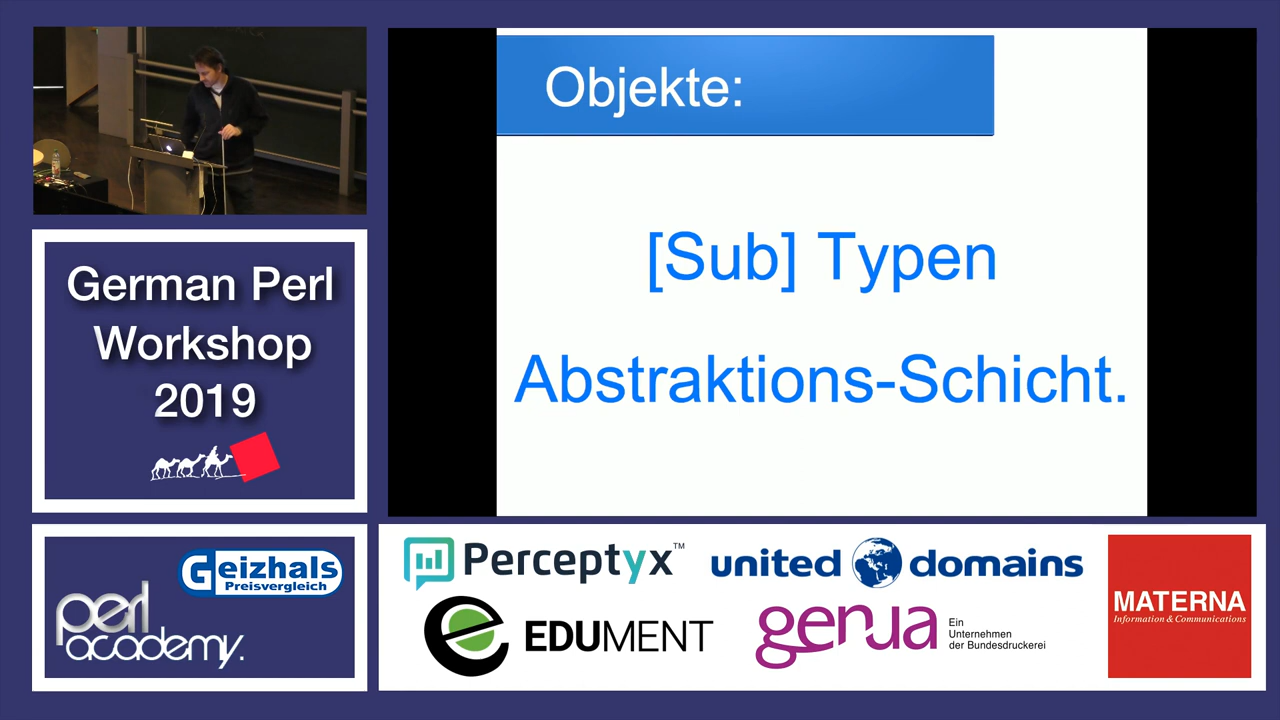 Objekte:
[Sub] Typen
Abstraktions-Schicht.
German Perl
Workshop
2019
Geizhals
Preisvergleich
perl
academy.
Perceptyx™
united domains
EDUMENT
genua
Ein
Unternehmen
der Bundesdruckerei
MATERNA
Information & Communications